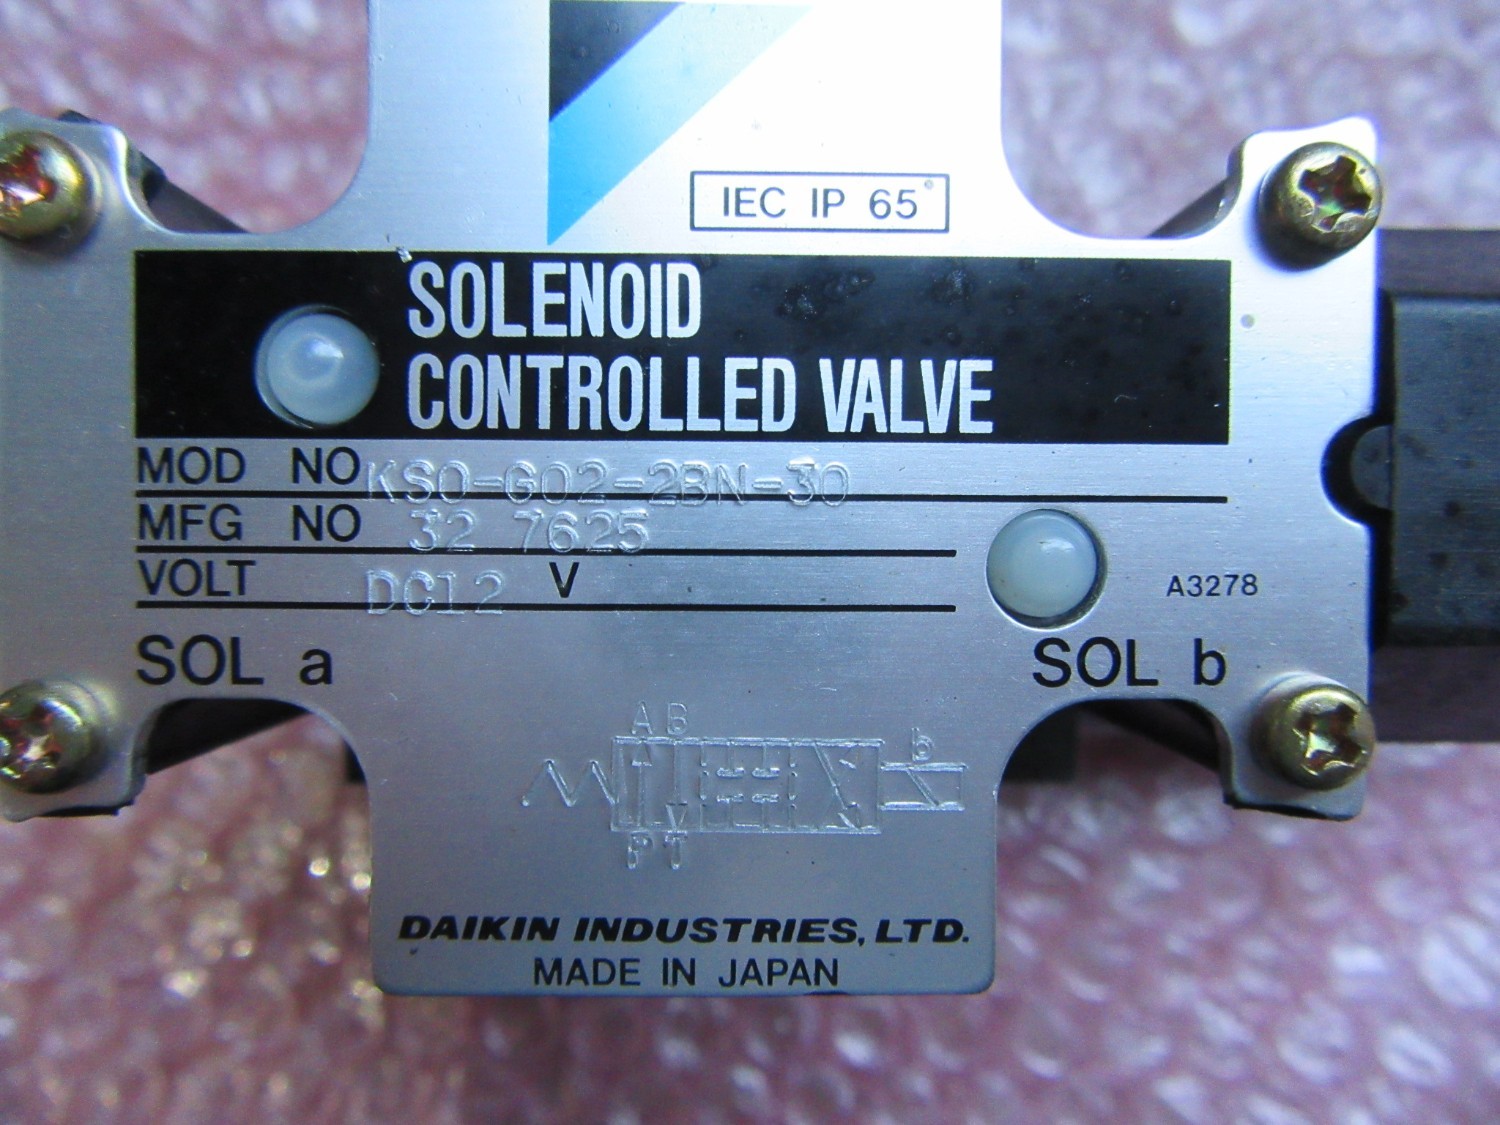 IEC IP 65
SOLENOID
CONTROLLED VALVE
MOD NO KSO-G02-2BN-30
MFG NO 32 7625
VOLT DC12 V
A3278
SOL a SOL b
A B
b
P T
DAIKIN INDUSTRIES, LTD.
MADE IN JAPAN